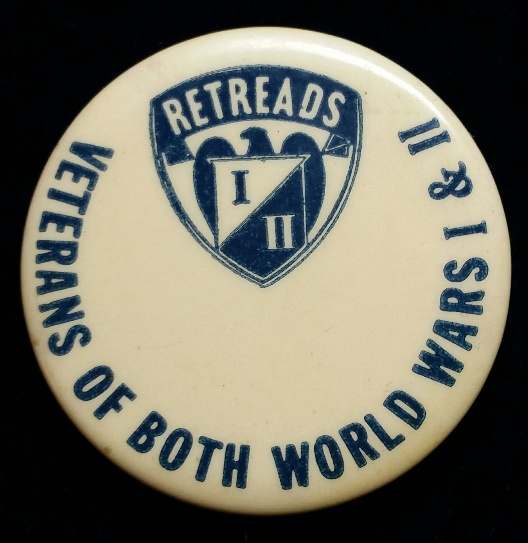 RETREADS
I
II
VETERANS OF BOTH WORLD WARS I & II